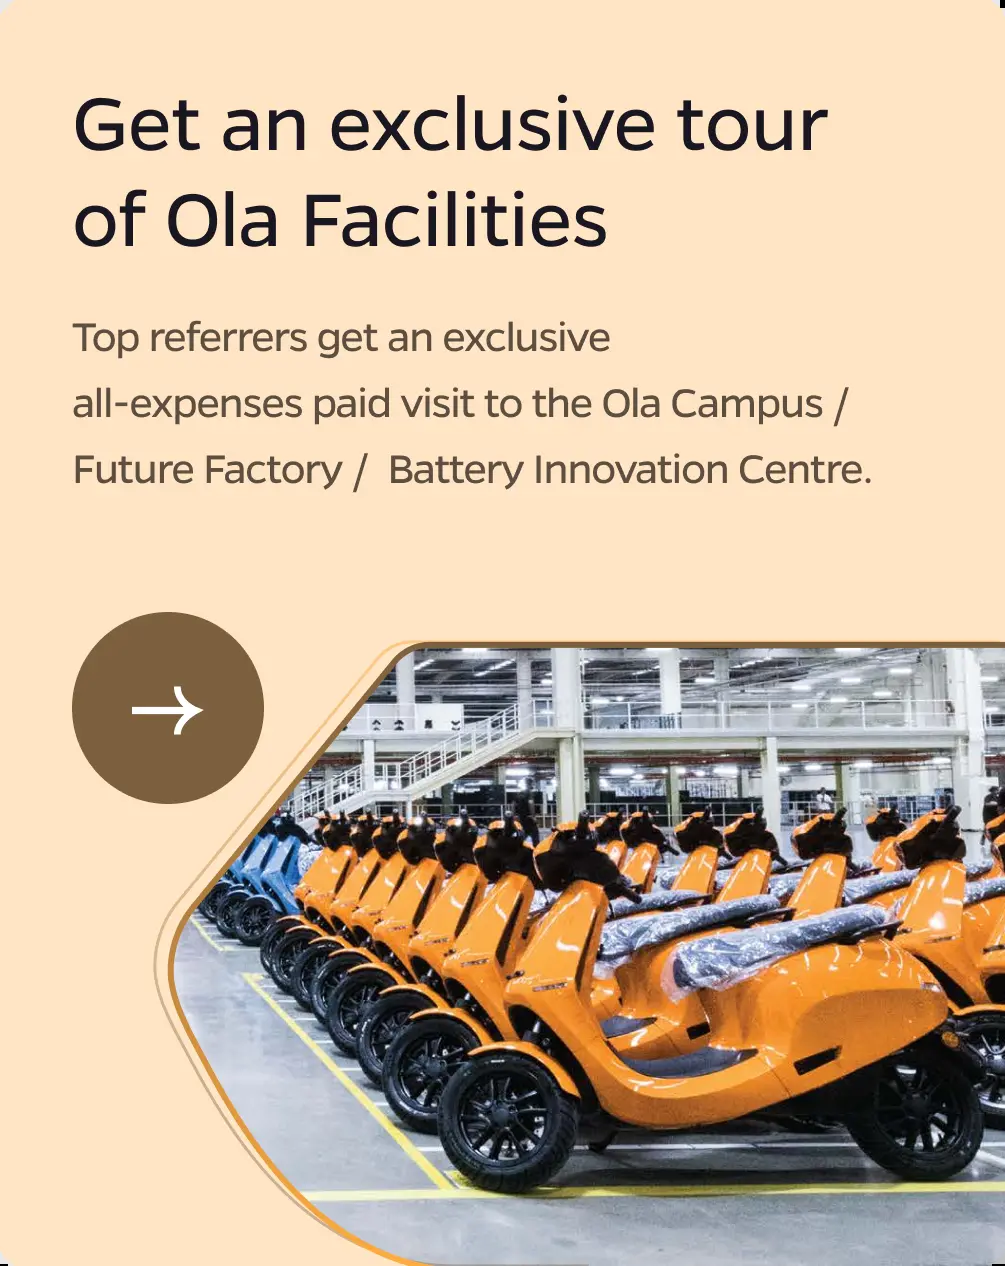 Get an exclusive tour
of Ola Facilities
Top referrers get an exclusive
all-expenses paid visit to the Ola Campus /
Future Factory / Battery Innovation Centre.